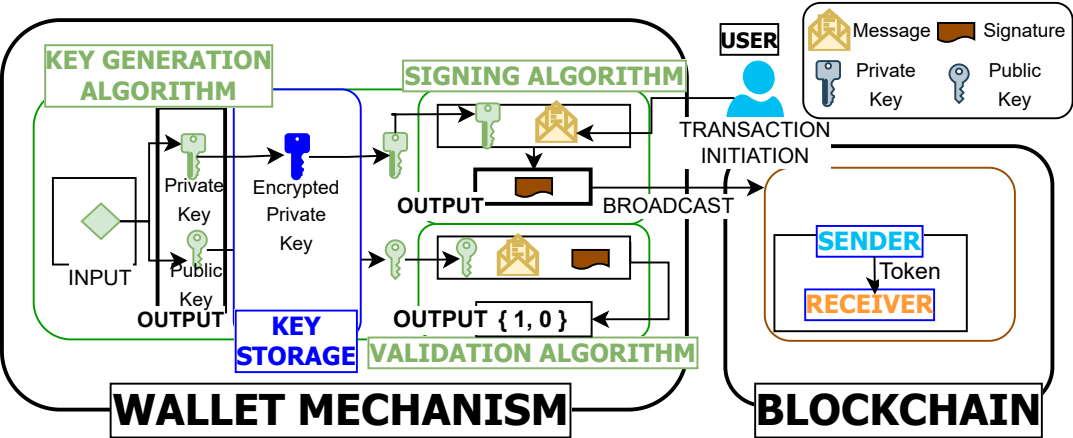 KEY GENERATION
ALGORITHM
SIGNING ALGORITHM
USER
Message
Signature
Private
Key
Public
Key
TRANSACTION
INITIATION
Private
Key
Encrypted
Private
Key
OUTPUT
BROADCAST
INPUT
Public
Key
OUTPUT
KEY
STORAGE
OUTPUT { 1, 0 }
VALIDATION ALGORITHM
SENDER
Token
RECEIVER
WALLET MECHANISM
BLOCKCHAIN